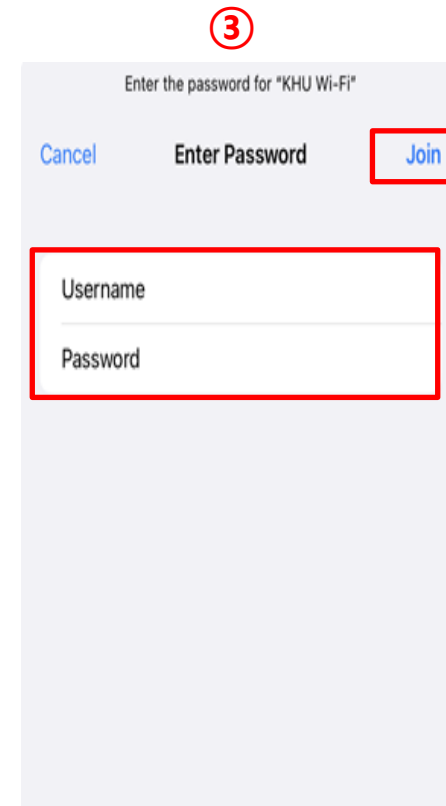 ③
Enter the password for "KHU Wi-Fi"
Cancel Enter Password Join
Username
Password